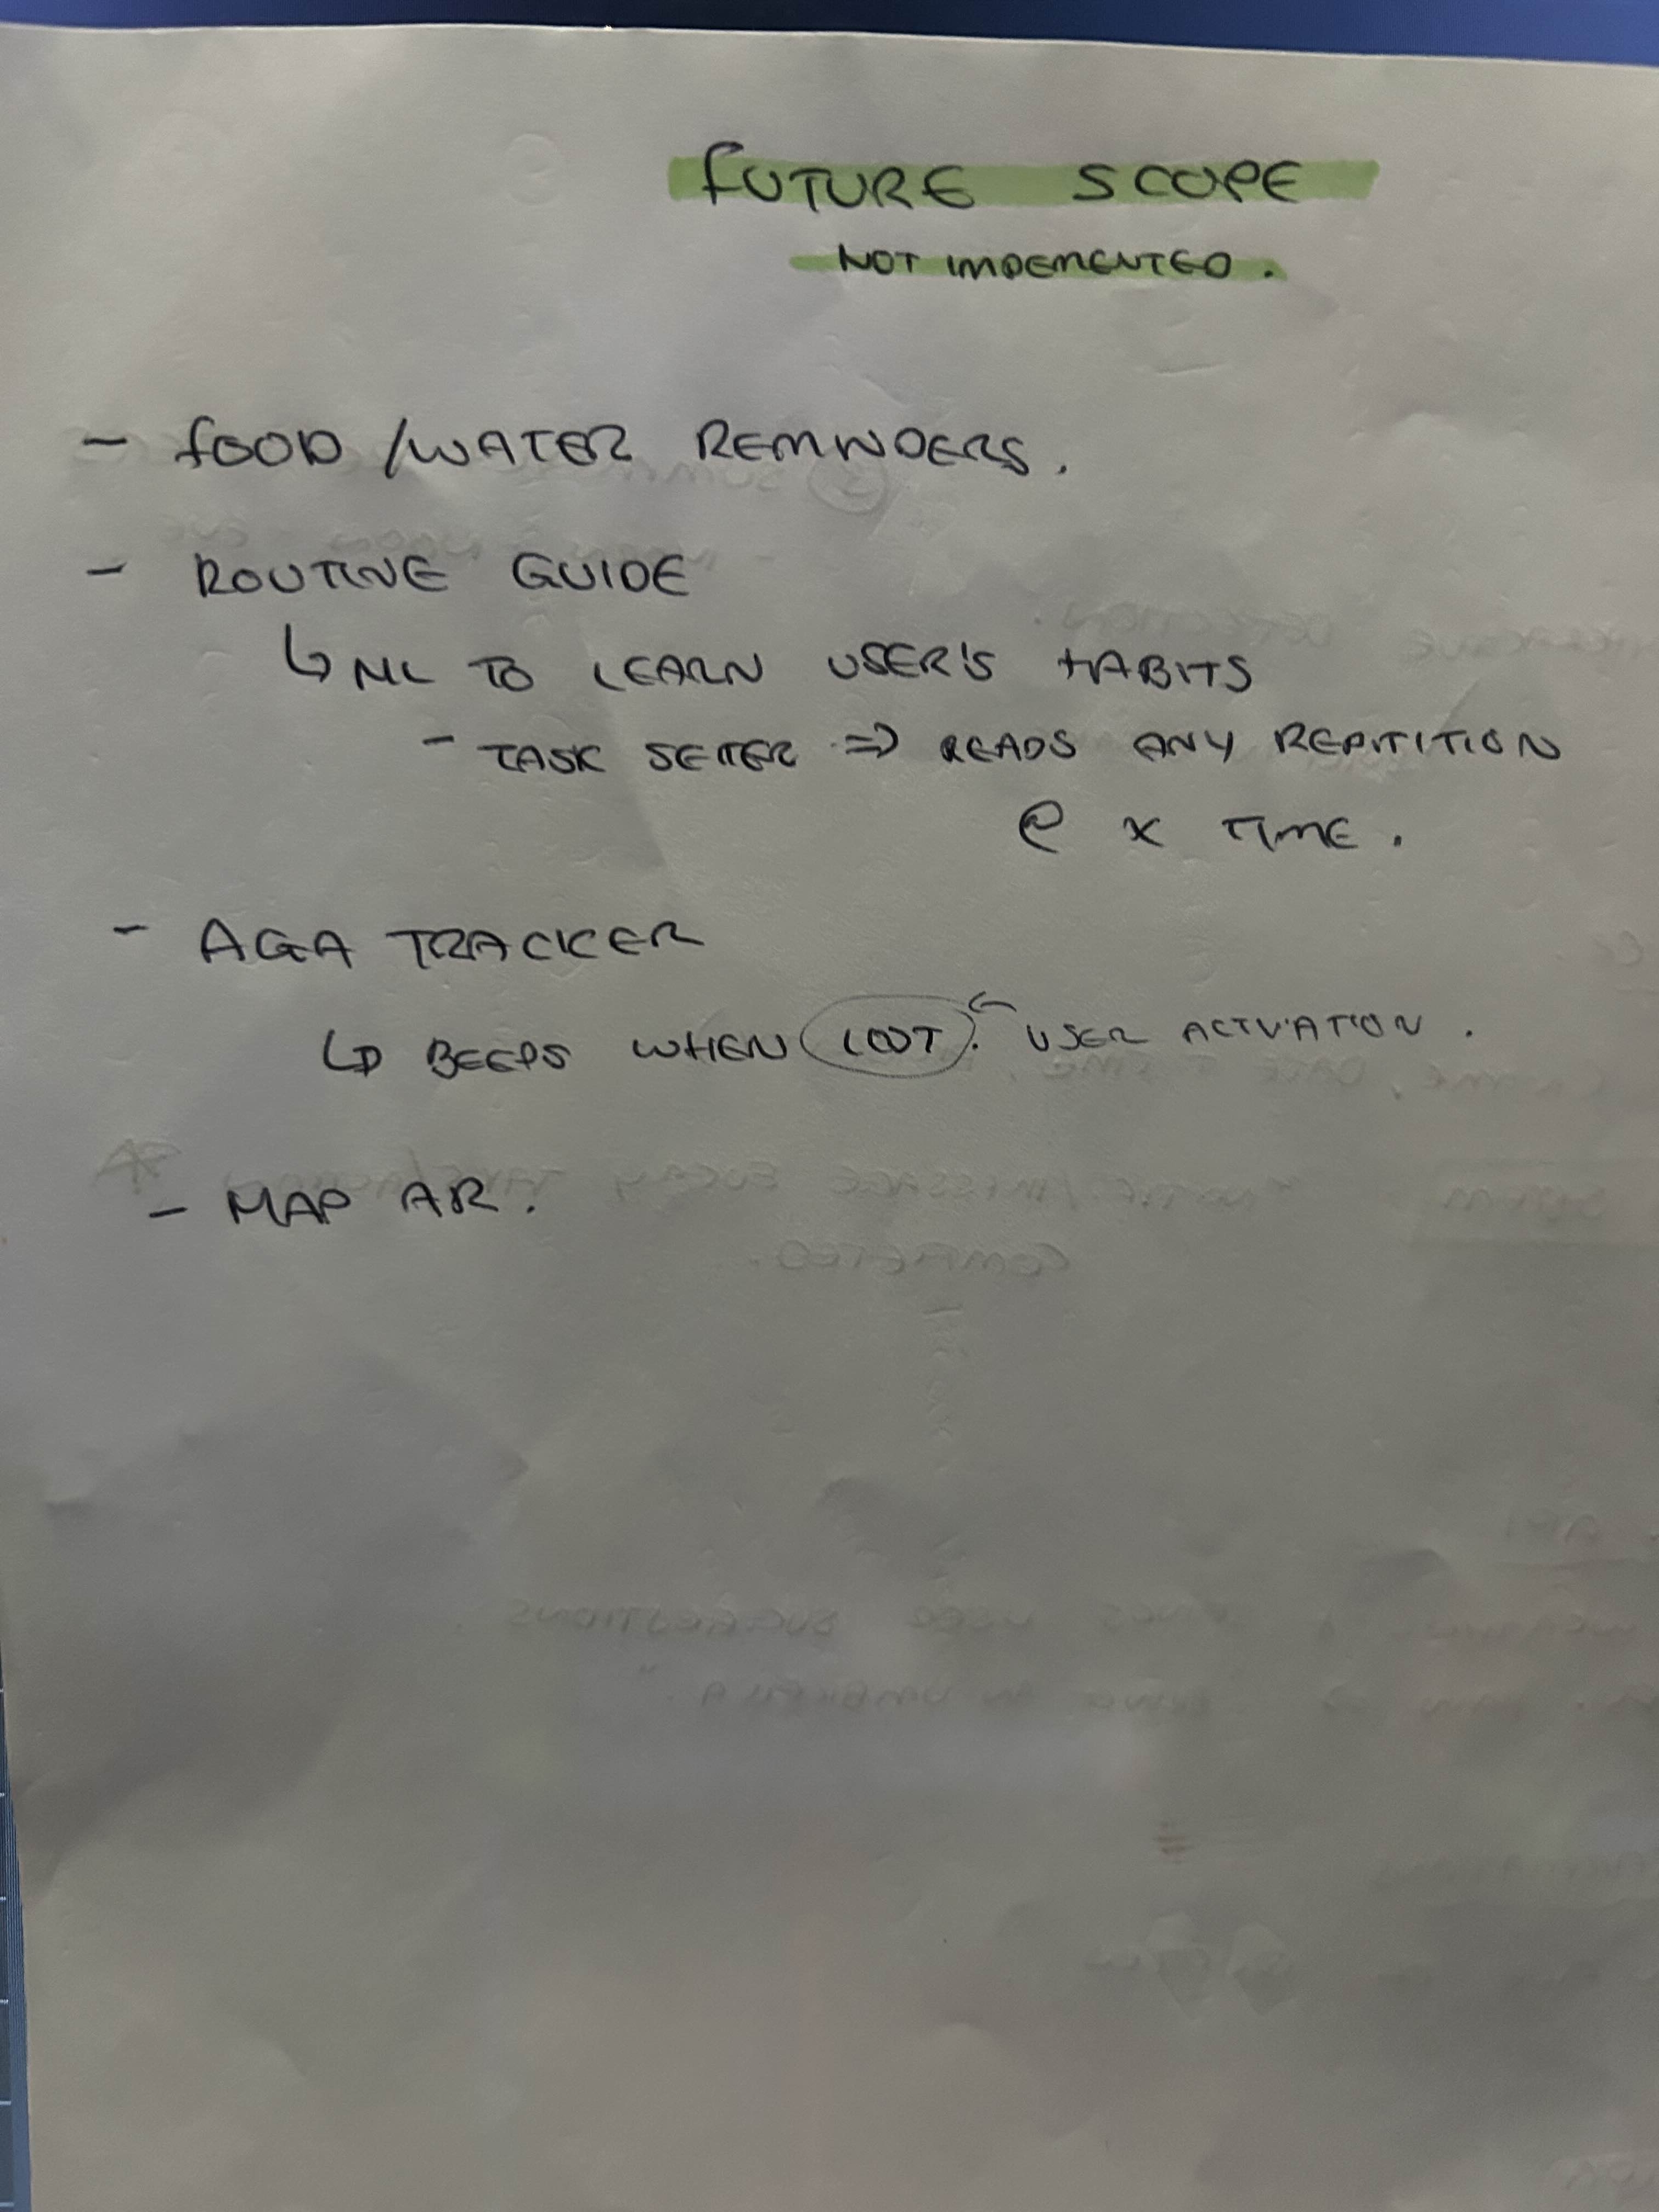 FUTURE SCOPE
NOT IMPEMENTED.
- FOOD/WATER REMINDERS.
- ROUTINE GUIDE
↳ ML TO LEARN USER'S HABITS
- TASK SETTER => READS ANY REPITITION
@ X TIME.
- AGA TRACKER
↳ BEEPS WHEN LOST. ← USER ACTIVATION.
- MAP AR.